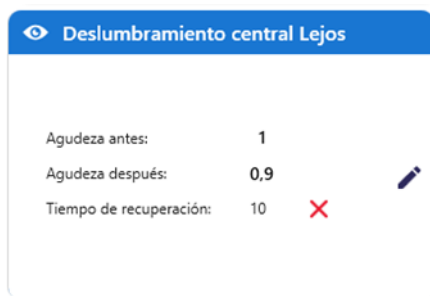 Deslumbramiento central Lejos
Agudeza antes: 1
Agudeza después: 0,9
Tiempo de recuperación: 10